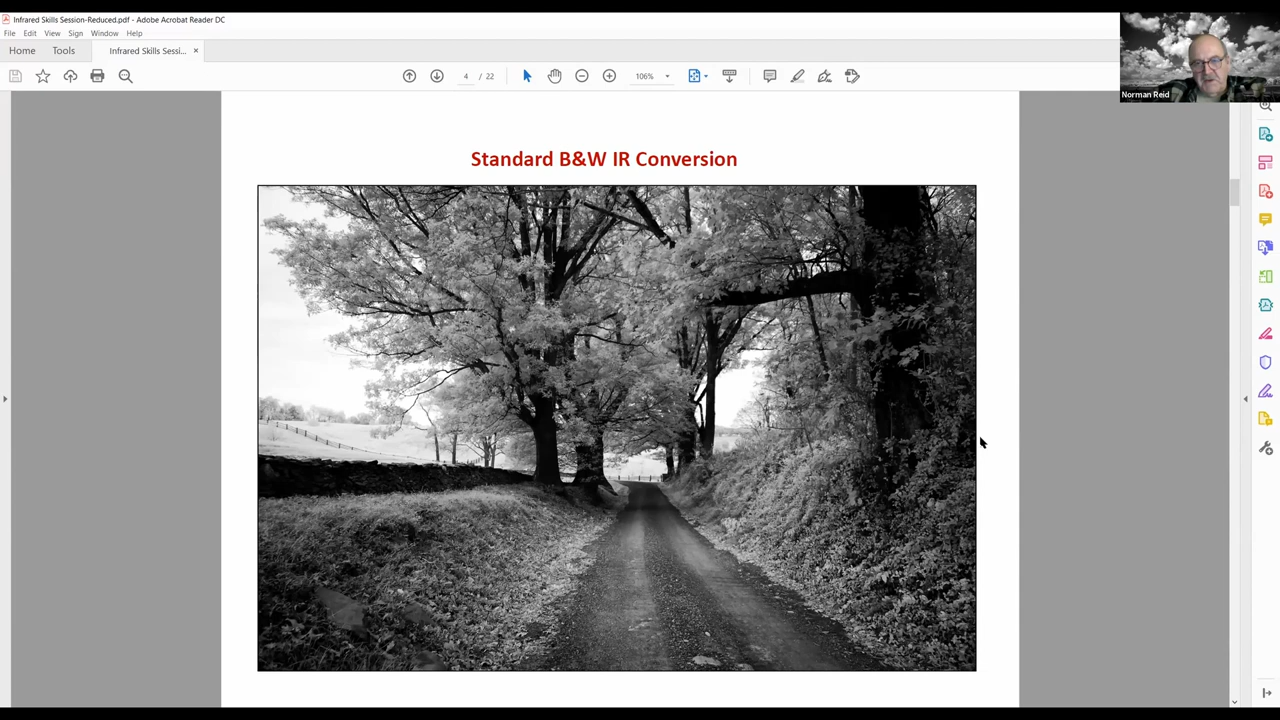 Infrared Skills Session-Reduced.pdf - Adobe Acrobat Reader DC
File Edit View Sign Window Help
Home Tools Infrared Skills Sessi... ×
4 / 22 106%
Norman Reid
Standard B&W IR Conversion